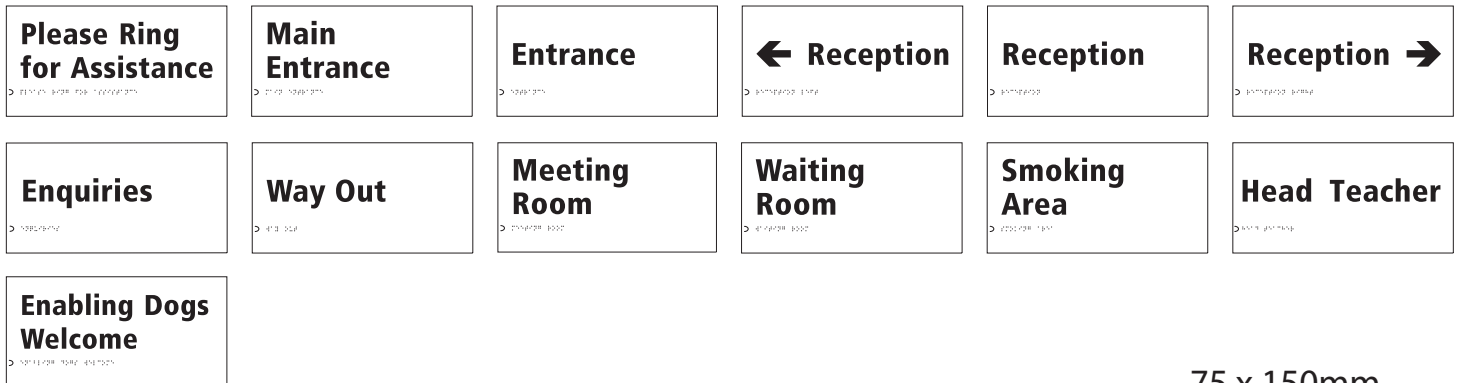 Please Ring
for Assistance
Main
Entrance
Entrance
← Reception
Reception
Reception →
Enquiries
Way Out
Meeting
Room
Waiting
Room
Smoking
Area
Head Teacher
Enabling Dogs
Welcome
75 x 150mm